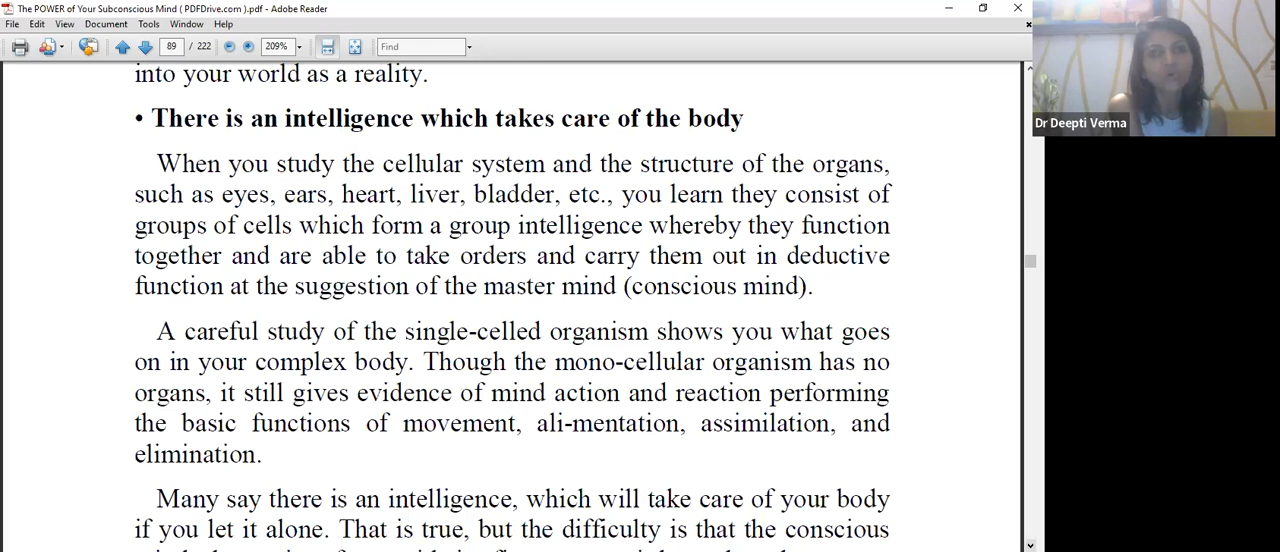 The POWER of Your Subconscious Mind ( PDFDrive.com ).pdf - Adobe Reader
File Edit View Document Tools Window Help
89 / 222 209% Find
into your world as a reality.
• There is an intelligence which takes care of the body
When you study the cellular system and the structure of the organs,
such as eyes, ears, heart, liver, bladder, etc., you learn they consist of
groups of cells which form a group intelligence whereby they function
together and are able to take orders and carry them out in deductive
function at the suggestion of the master mind (conscious mind).
A careful study of the single-celled organism shows you what goes
on in your complex body. Though the mono-cellular organism has no
organs, it still gives evidence of mind action and reaction performing
the basic functions of movement, ali-mentation, assimilation, and
elimination.
Many say there is an intelligence, which will take care of your body
if you let it alone. That is true, but the difficulty is that the conscious
Dr Deepti Verma